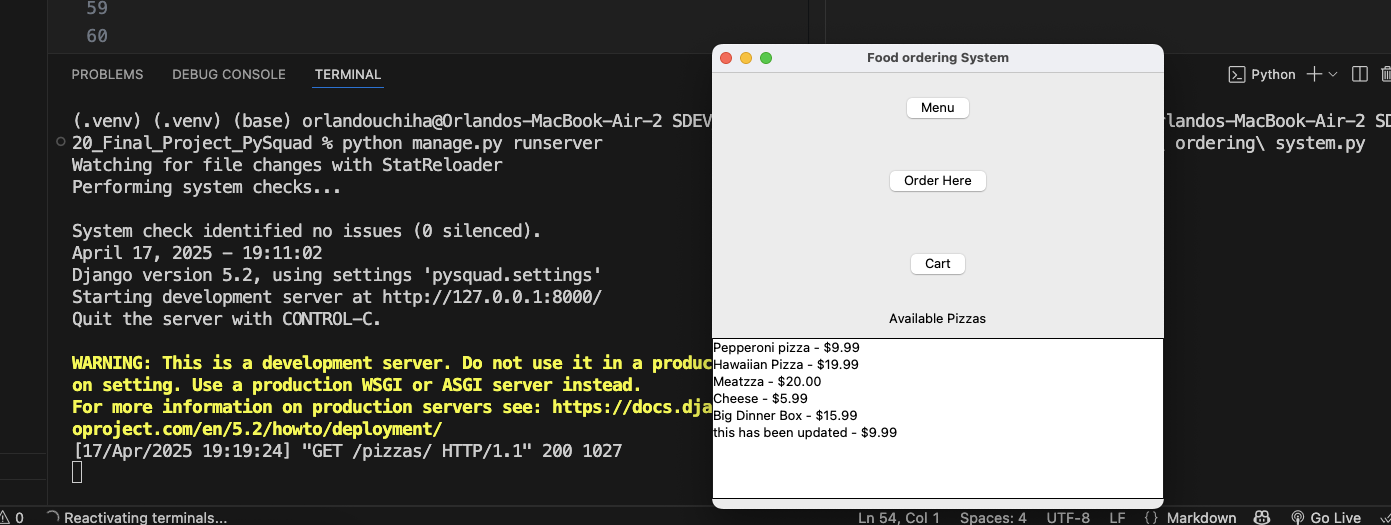 59
60
PROBLEMS DEBUG CONSOLE TERMINAL
Python
(.venv) (.venv) (base) orlandouchiha@Orlandos-MacBook-Air-2 SDEV
20_Final_Project_PySquad % python manage.py runserver
Watching for file changes with StatReloader
Performing system checks...
System check identified no issues (0 silenced).
April 17, 2025 - 19:11:02
Django version 5.2, using settings 'pysquad.settings'
Starting development server at http://127.0.0.1:8000/
Quit the server with CONTROL-C.
WARNING: This is a development server. Do not use it in a produc
on setting. Use a production WSGI or ASGI server instead.
For more information on production servers see: https://docs.dja
oproject.com/en/5.2/howto/deployment/
[17/Apr/2025 19:19:24] "GET /pizzas/ HTTP/1.1" 200 1027
Food ordering System
Menu
Order Here
Cart
Available Pizzas
Pepperoni pizza - $9.99
Hawaiian Pizza - $19.99
Meatzza - $20.00
Cheese - $5.99
Big Dinner Box - $15.99
this has been updated - $9.99
rlandos-MacBook-Air-2 SD
ordering\ system.py
0 Reactivating terminals... Ln 54, Col 1 Spaces: 4 UTF-8 LF {} Markdown Go Live